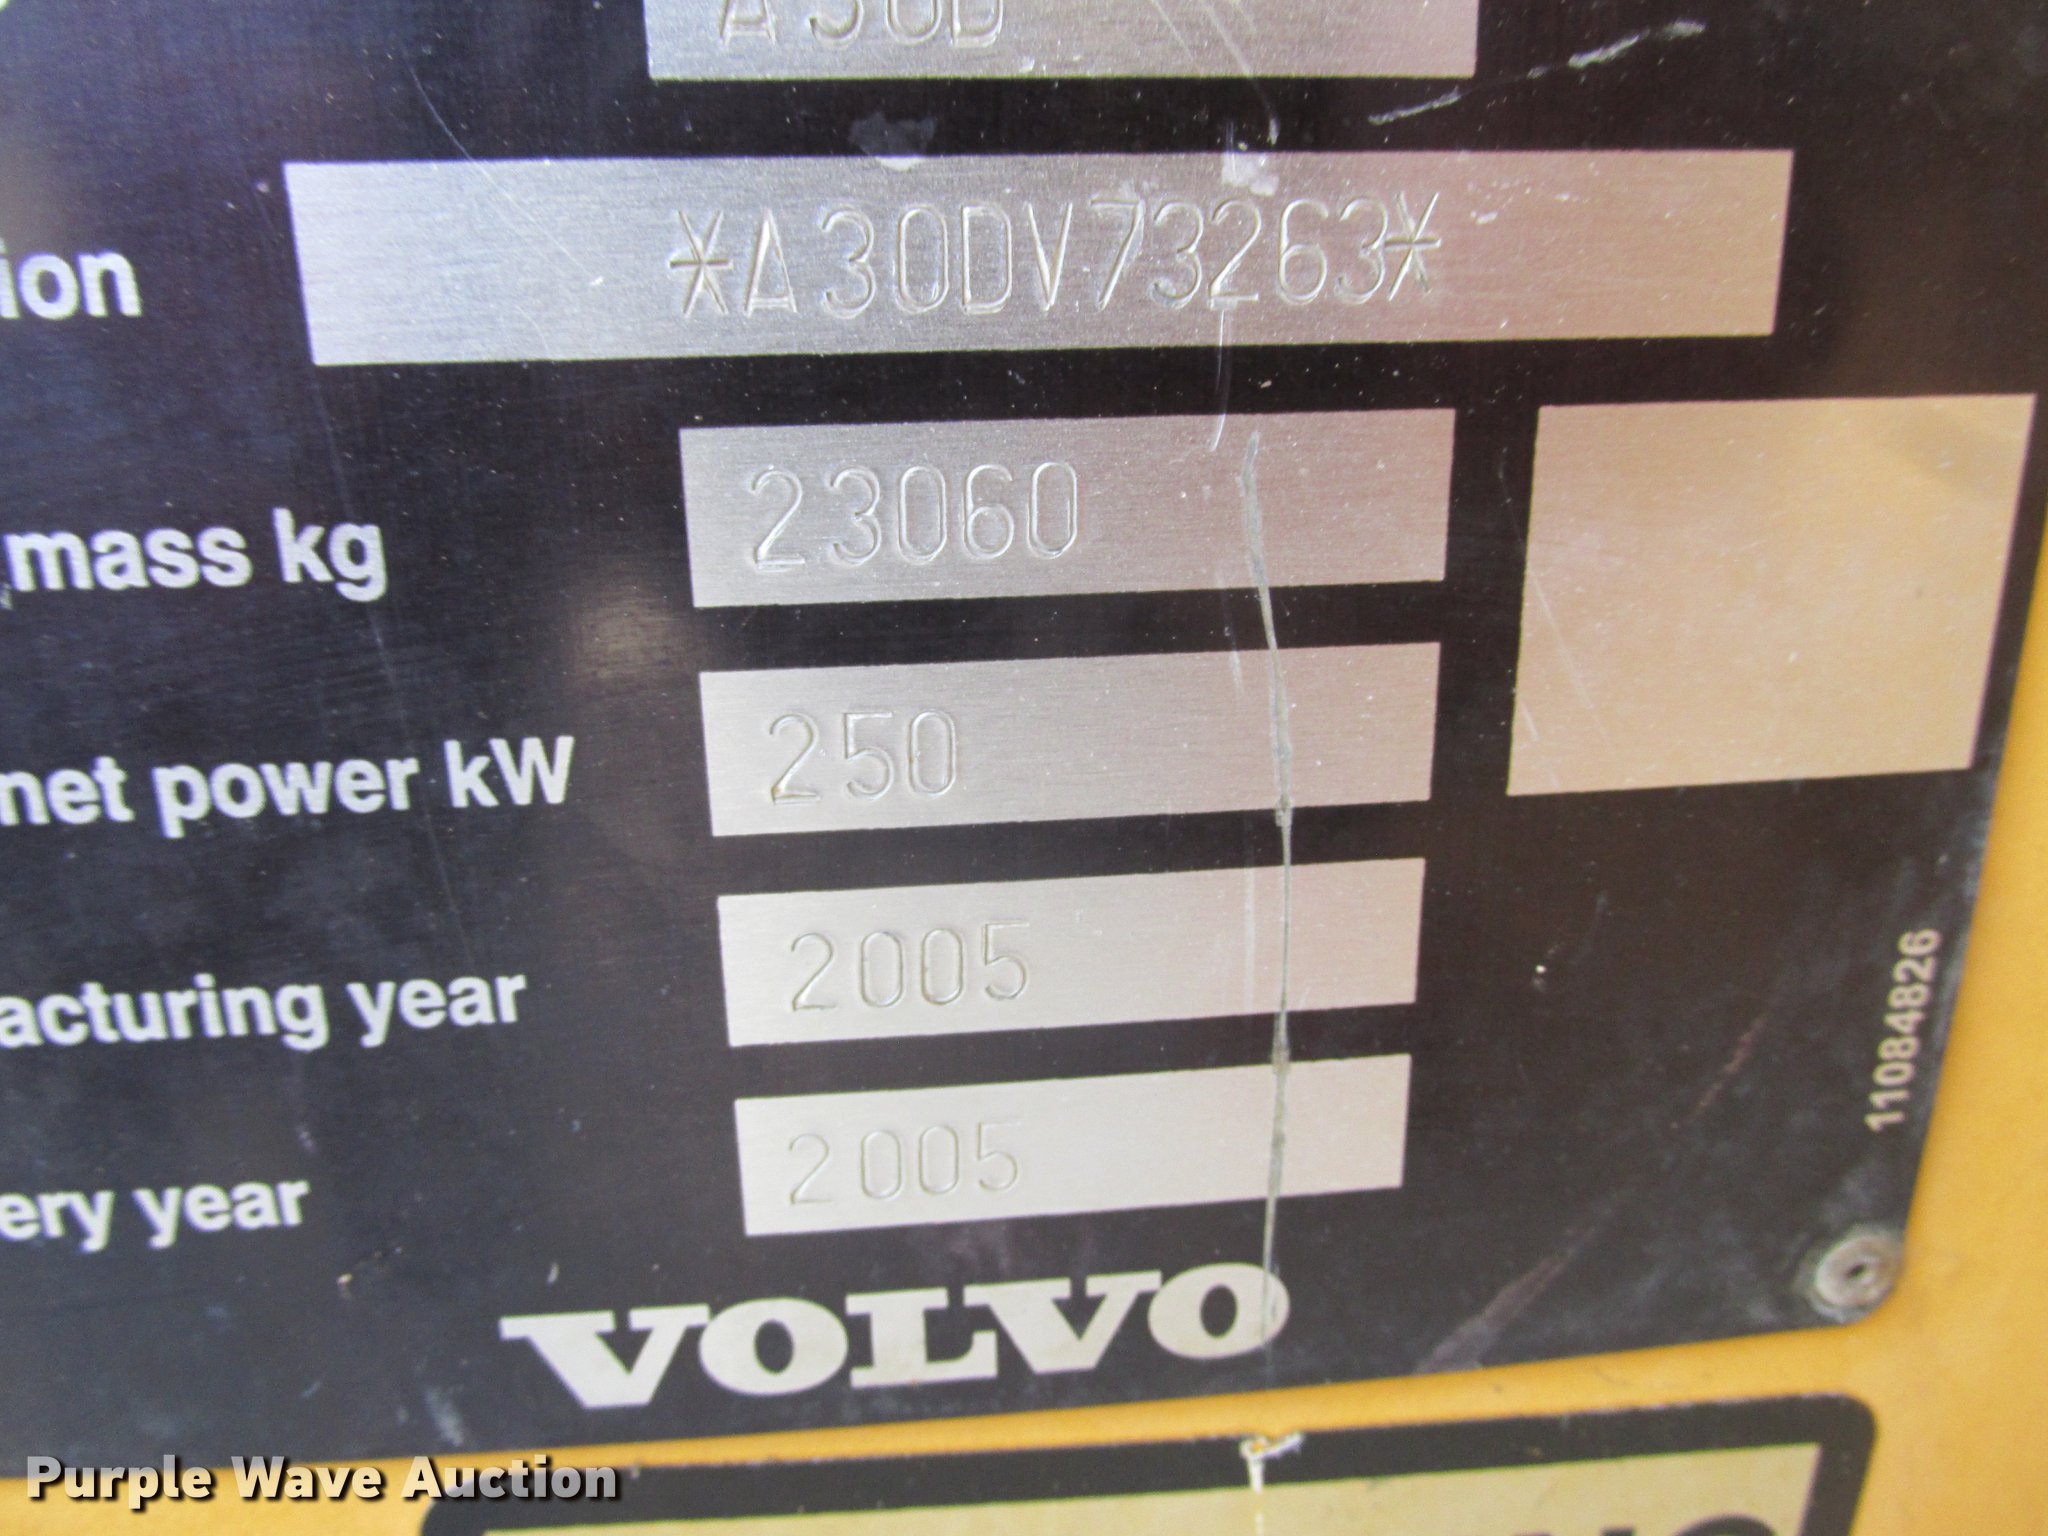 A30D
ion *A30DV73263*
mass kg 23060
net power kW 250
acturing year 2005
ery year 2005
11084826
VOLVO
Purple Wave Auction